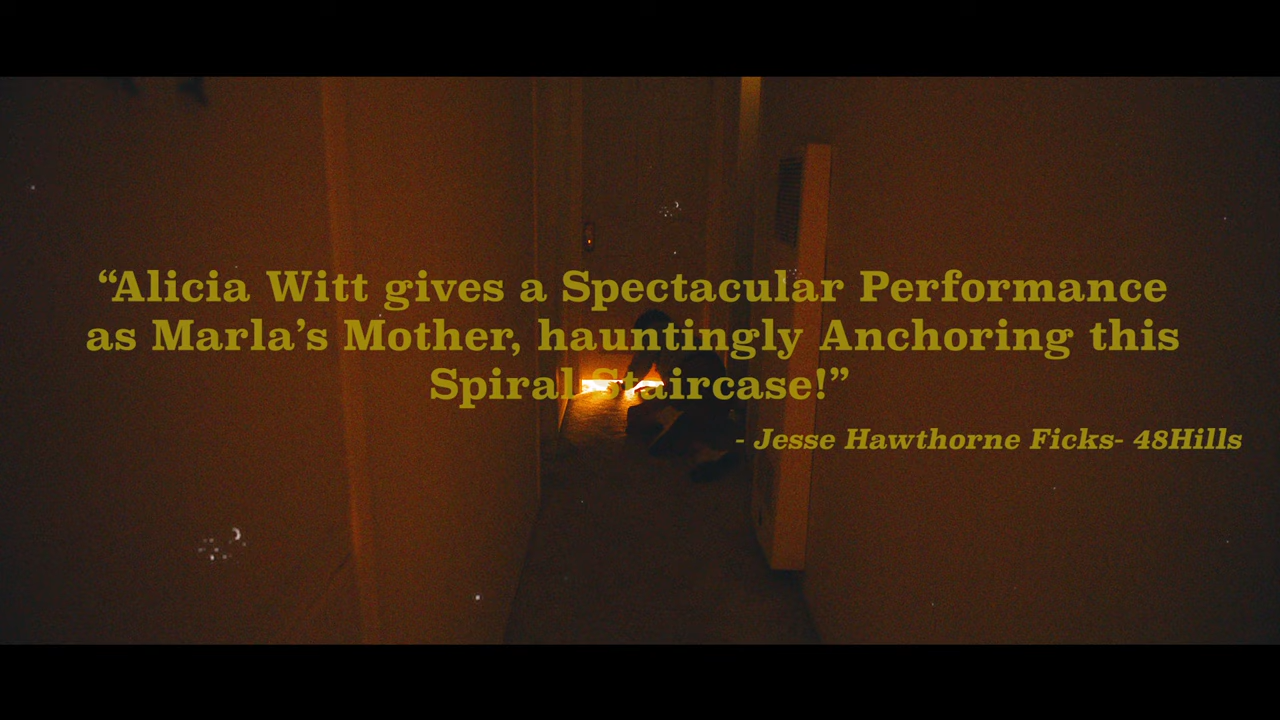 “Alicia Witt gives a Spectacular Performance
as Marla’s Mother, hauntingly Anchoring this
Spiral Staircase!”
- Jesse Hawthorne Ficks- 48Hills